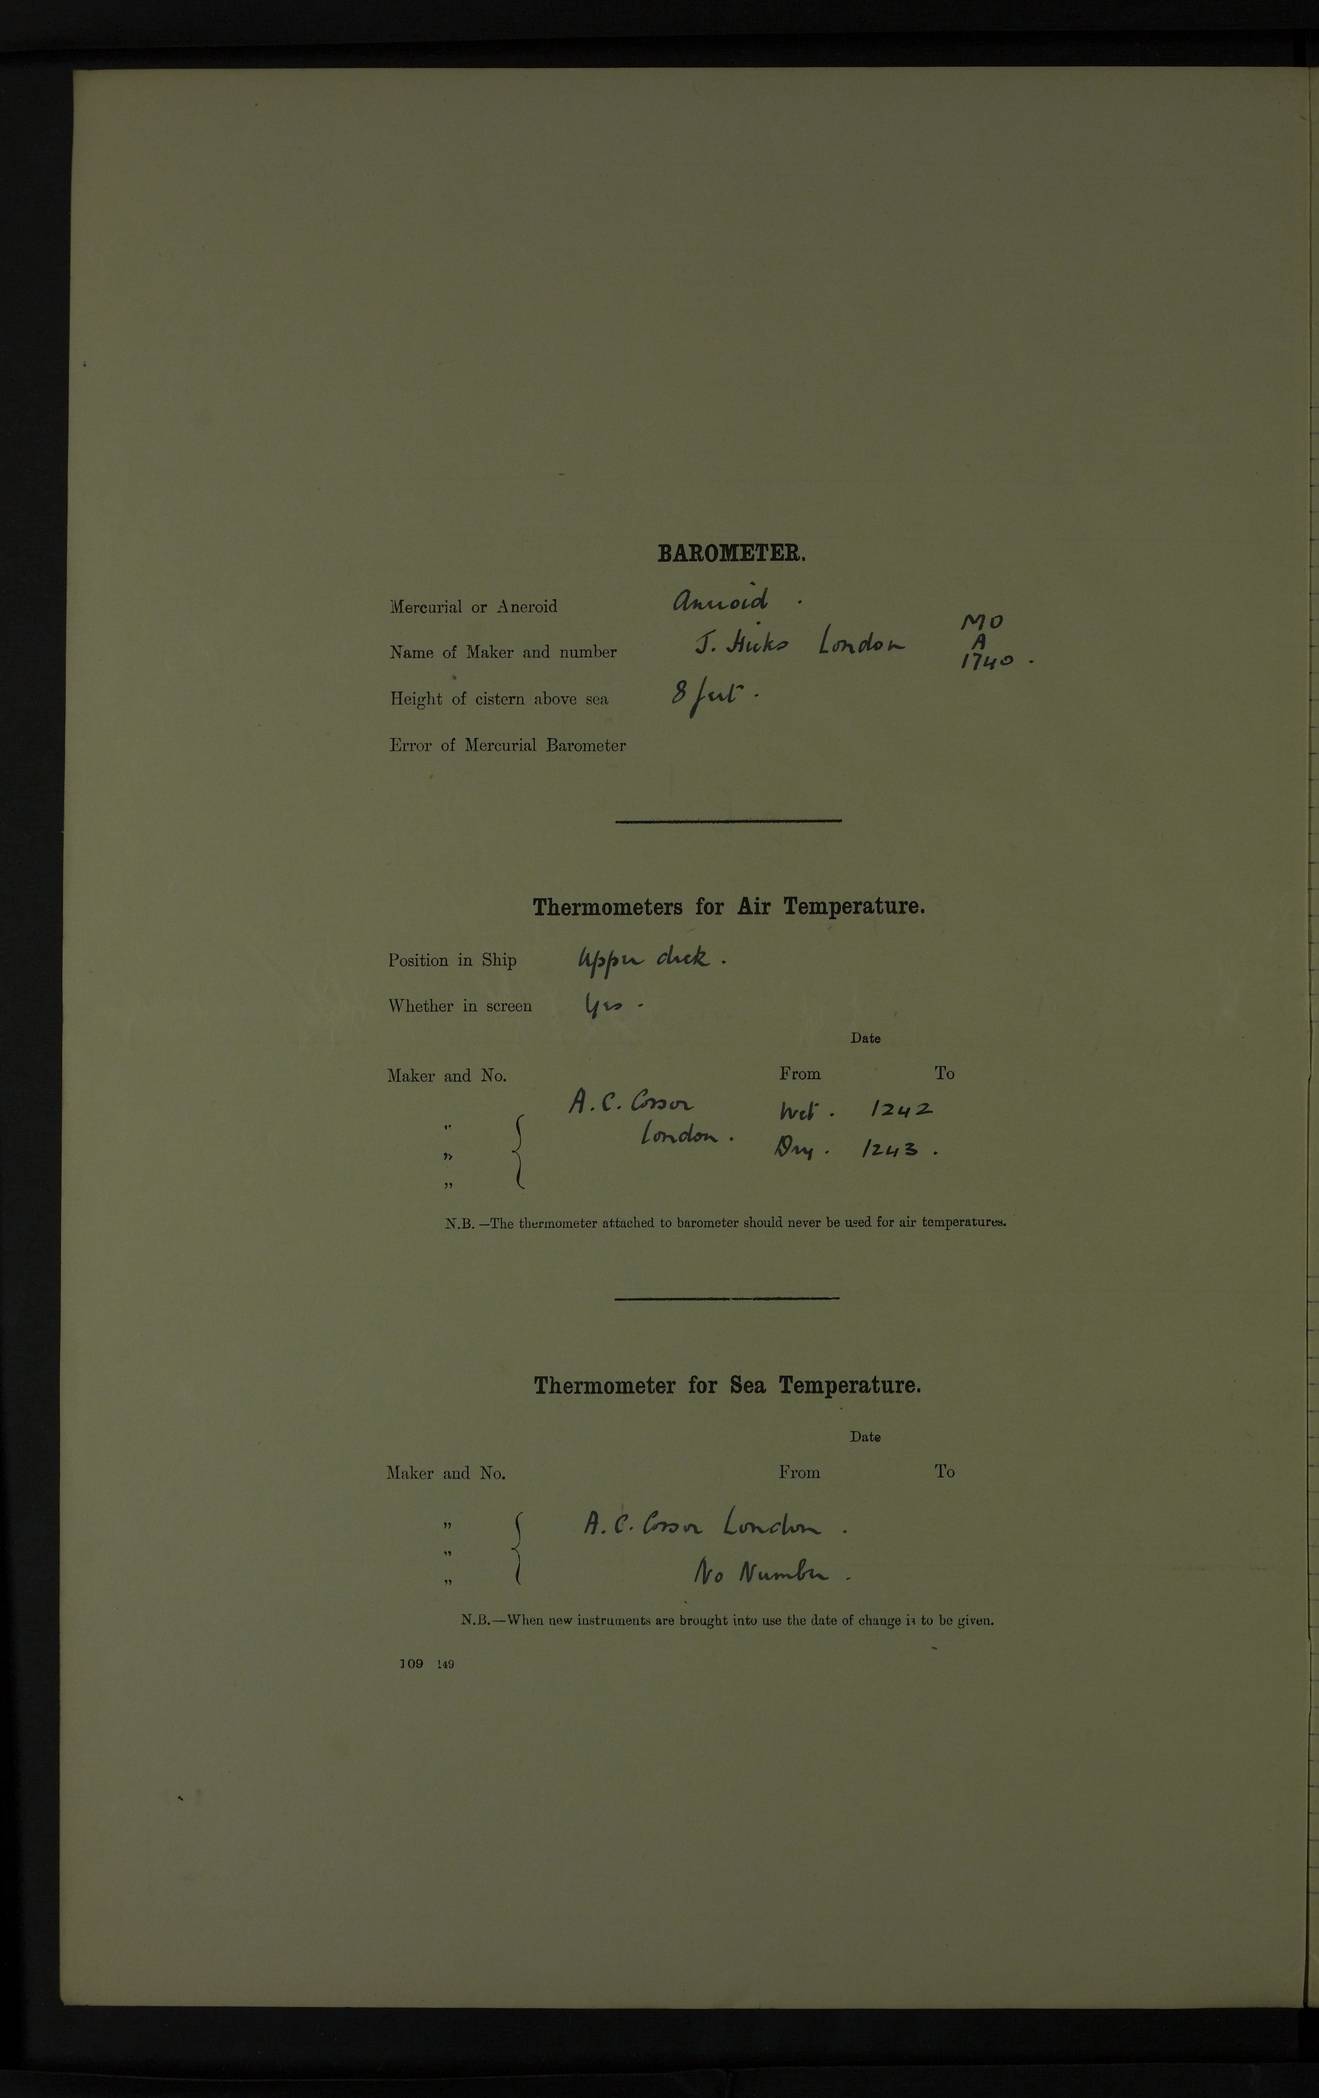 BAROMETER.
Mercurial or Aneroid Aneroid .
Name of Maker and number J. Hicks London MO
A
1740 .
Height of cistern above sea 8 feet .
Error of Mercurial Barometer
Thermometers for Air Temperature.
Position in Ship Upper deck .
Whether in screen Yes .
Date
Maker and No. From To
A. C. Cossor Wet . 1242
„ London . Dry . 1243 .
„
„
N.B. —The thermometer attached to barometer should never be used for air temperatures.
Thermometer for Sea Temperature.
Date
Maker and No. From To
„ A. C. Cossor London .
„ No Number .
„
N.B.—When new instruments are brought into use the date of change is to be given.
109 149